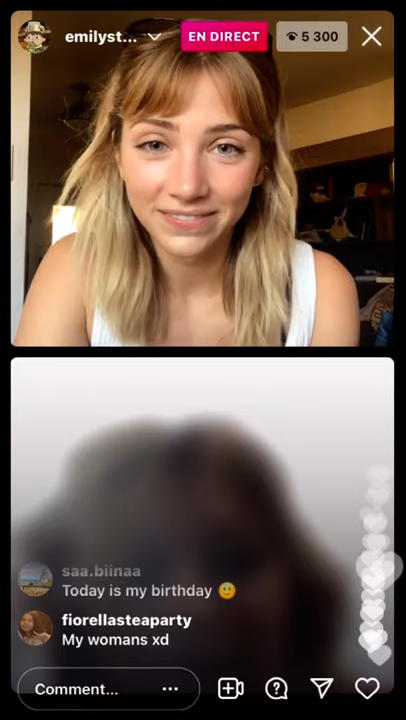 emilyst...
EN DIRECT
5 300
saa.biinaa
Today is my birthday 😇
fiorellasteaparty
My womans xd
Comment...